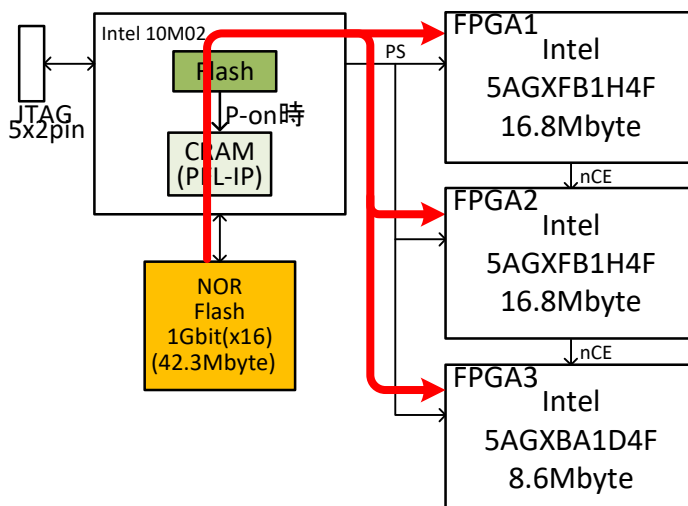 Intel 10M02
Flash
P-on時
CRAM
(PFL-IP)
JTAG
5x2pin
NOR
Flash
1Gbit(x16)
(42.3Mbyte)
PS
FPGA1
Intel
5AGXFB1H4F
16.8Mbyte
nCE
FPGA2
Intel
5AGXFB1H4F
16.8Mbyte
nCE
FPGA3
Intel
5AGXBA1D4F
8.6Mbyte